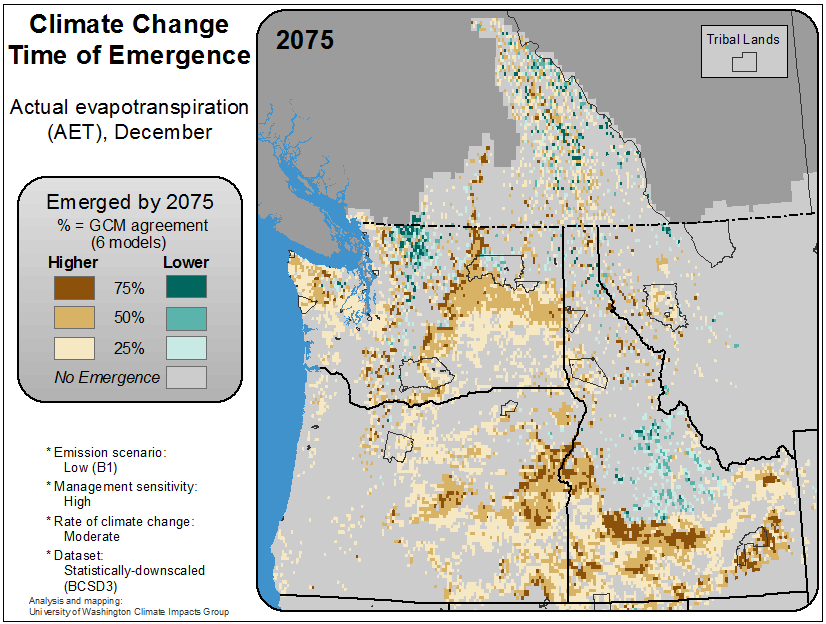 Climate Change
Time of Emergence
Actual evapotranspiration
(AET), December
Emerged by 2075
% = GCM agreement
(6 models)
Higher Lower
75%
50%
25%
No Emergence
* Emission scenario:
Low (B1)
* Management sensitivity:
High
* Rate of climate change:
Moderate
* Dataset:
Statistically-downscaled
(BCSD3)
Analysis and mapping:
University of Washington Climate Impacts Group
2075
Tribal Lands